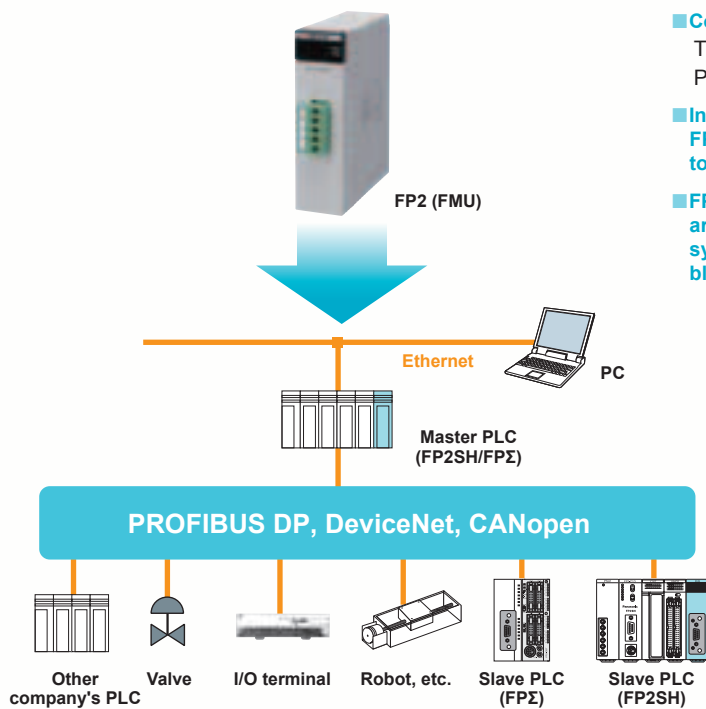 FP2 (FMU)
Ethernet
PC
Master PLC
(FP2SH/FPΣ)
PROFIBUS DP, DeviceNet, CANopen
Other
company's PLC
Valve
I/O terminal
Robot, etc.
Slave PLC
(FPΣ)
Slave PLC
(FP2SH)